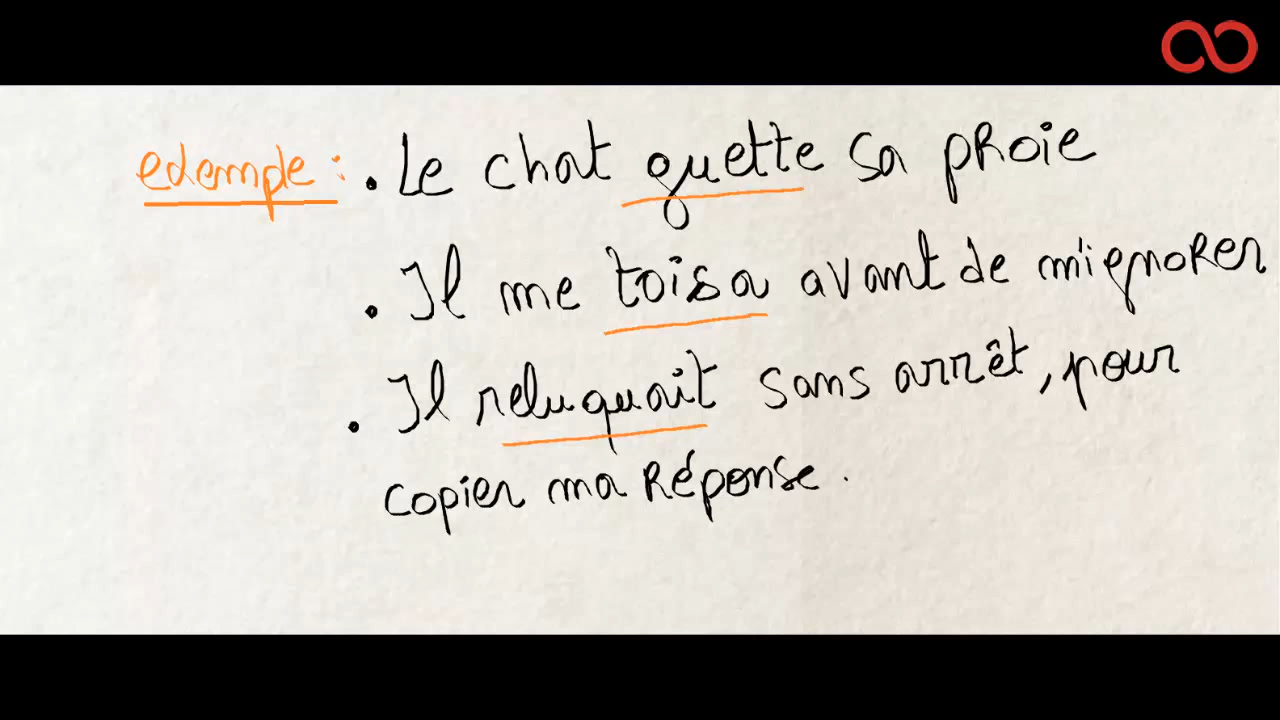 exemple : • Le chat guette sa proie
• Il me toisa avant de m'ignorer
• Il reluquait sans arrêt, pour
copier ma réponse.